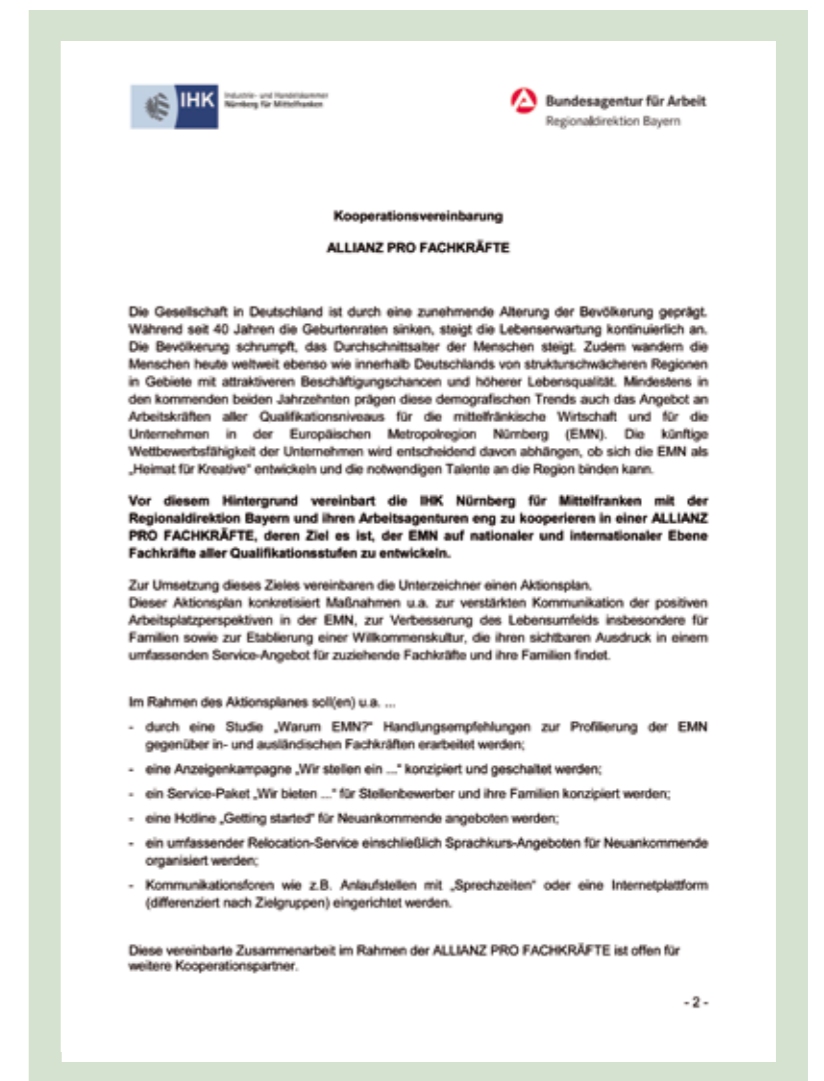 IHK Industrie- und Handelskammer
Nürnberg für Mittelfranken
Bundesagentur für Arbeit
Regionaldirektion Bayern
Kooperationsvereinbarung
ALLIANZ PRO FACHKRÄFTE
Die Gesellschaft in Deutschland ist durch eine zunehmende Alterung der Bevölkerung geprägt.
Während seit 40 Jahren die Geburtenraten sinken, steigt die Lebenserwartung kontinuierlich an.
Die Bevölkerung schrumpft, das Durchschnittsalter der Menschen steigt. Zudem wandern die
Menschen heute weltweit ebenso wie innerhalb Deutschlands von strukturschwächeren Regionen
in Gebiete mit attraktiveren Beschäftigungschancen und höherer Lebensqualität. Mindestens in
den kommenden beiden Jahrzehnten prägen diese demografischen Trends auch das Angebot an
Arbeitskräften aller Qualifikationsniveaus für die mittelfränkische Wirtschaft und für die
Unternehmen in der Europäischen Metropolregion Nürnberg (EMN). Die künftige
Wettbewerbsfähigkeit der Unternehmen wird entscheidend davon abhängen, ob sich die EMN als
„Heimat für Kreative“ entwickeln und die notwendigen Talente an die Region binden kann.
Vor diesem Hintergrund vereinbart die IHK Nürnberg für Mittelfranken mit der
Regionaldirektion Bayern und ihren Arbeitsagenturen eng zu kooperieren in einer ALLIANZ
PRO FACHKRÄFTE, deren Ziel es ist, der EMN auf nationaler und internationaler Ebene
Fachkräfte aller Qualifikationsstufen zu entwickeln.
Zur Umsetzung dieses Zieles vereinbaren die Unterzeichner einen Aktionsplan.
Dieser Aktionsplan konkretisiert Maßnahmen u.a. zur verstärkten Kommunikation der positiven
Arbeitsplatzperspektiven in der EMN, zur Verbesserung des Lebensumfelds insbesondere für
Familien sowie zur Etablierung einer Willkommenskultur, die ihren sichtbaren Ausdruck in einem
umfassenden Service-Angebot für zuziehende Fachkräfte und ihre Familien findet.
Im Rahmen des Aktionsplanes soll(en) u.a. ...
- durch eine Studie „Warum EMN?“ Handlungsempfehlungen zur Profilierung der EMN
gegenüber in- und ausländischen Fachkräften erarbeitet werden;
- eine Anzeigenkampagne „Wir stellen ein ...“ konzipiert und geschaltet werden;
- ein Service-Paket „Wir bieten ...“ für Stellenbewerber und ihre Familien konzipiert werden;
- eine Hotline „Getting started“ für Neuankommende angeboten werden;
- ein umfassender Relocation-Service einschließlich Sprachkurs-Angeboten für Neuankommende
organisiert werden;
- Kommunikationsforen wie z.B. Anlaufstellen mit „Sprechzeiten“ oder eine Internetplattform
(differenziert nach Zielgruppen) eingerichtet werden.
Diese vereinbarte Zusammenarbeit im Rahmen der ALLIANZ PRO FACHKRÄFTE ist offen für
weitere Kooperationspartner.
- 2 -